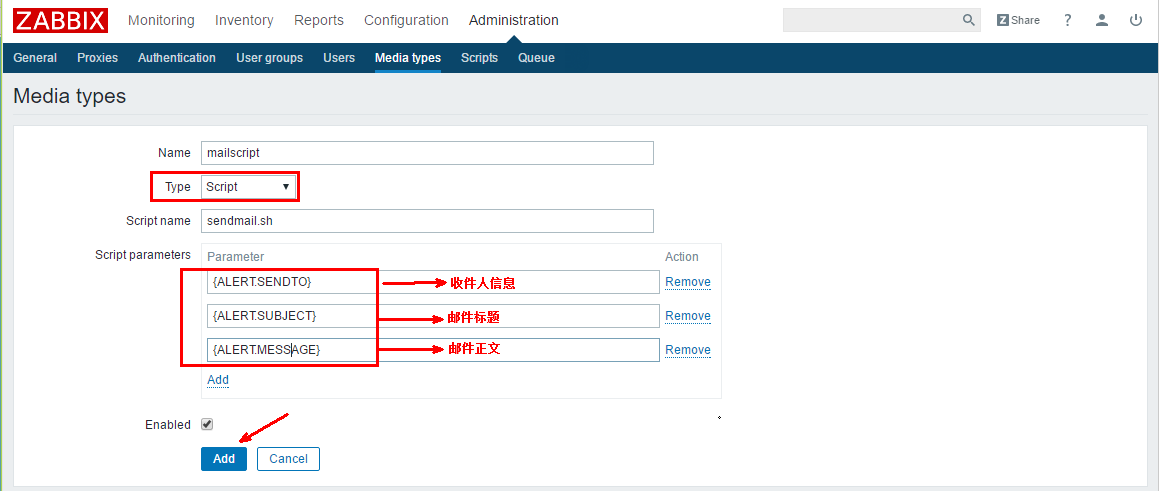 ZABBIX Monitoring Inventory Reports Configuration Administration Z Share ?
General Proxies Authentication User groups Users Media types Scripts Queue
Media types
Name mailscript
Type Script
Script name sendmail.sh
Script parameters Parameter Action
{ALERT.SENDTO} 收件人信息 Remove
{ALERT.SUBJECT} 邮件标题 Remove
{ALERT.MESSAGE} 邮件正文 Remove
Add
Enabled
Add Cancel